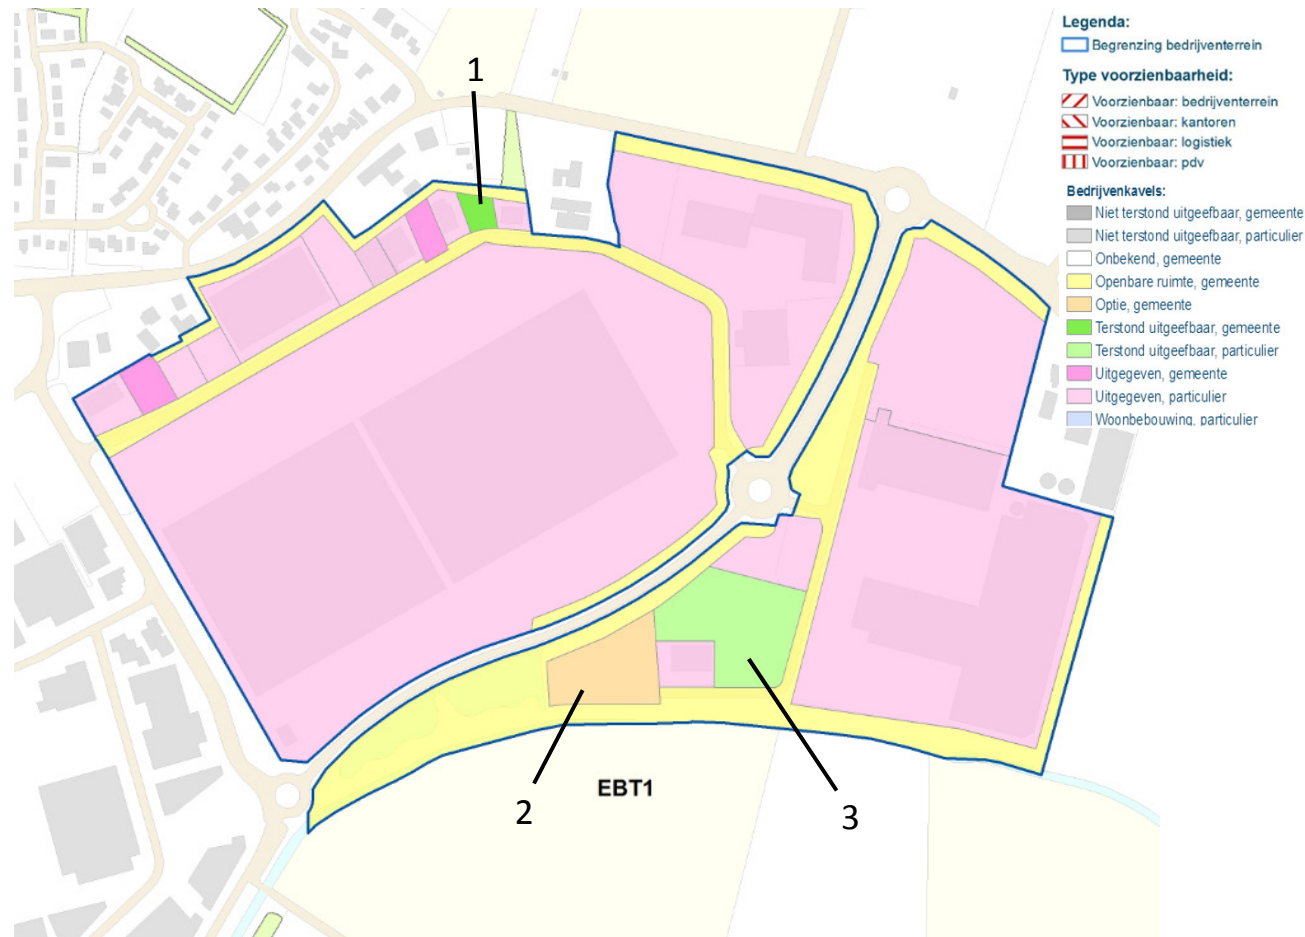 1
Legenda:
Begrenzing bedrijventerrein
Type voorzienbaarheid:
Voorzienbaar: bedrijventerrein
Voorzienbaar: kantoren
Voorzienbaar: logistiek
Voorzienbaar: pdv
Bedrijvenkavels:
Niet terstond uitgeefbaar, gemeente
Niet terstond uitgeefbaar, particulier
Onbekend, gemeente
Openbare ruimte, gemeente
Optie, gemeente
Terstond uitgeefbaar, gemeente
Terstond uitgeefbaar, particulier
Uitgegeven, gemeente
Uitgegeven, particulier
Woonbebouwing, particulier
EBT1
2
3